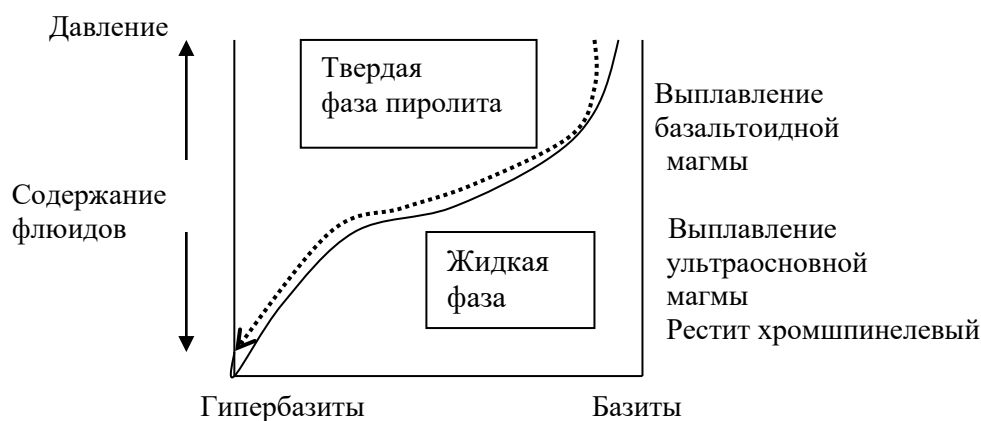 Давление
Твердая
фаза пиролита
Выплавление
базальтоидной
магмы
Содержание
флюидов
Жидкая
фаза
Выплавление
ультраосновной
магмы
Рестит хромшпинелевый
Гипербазиты
Базиты